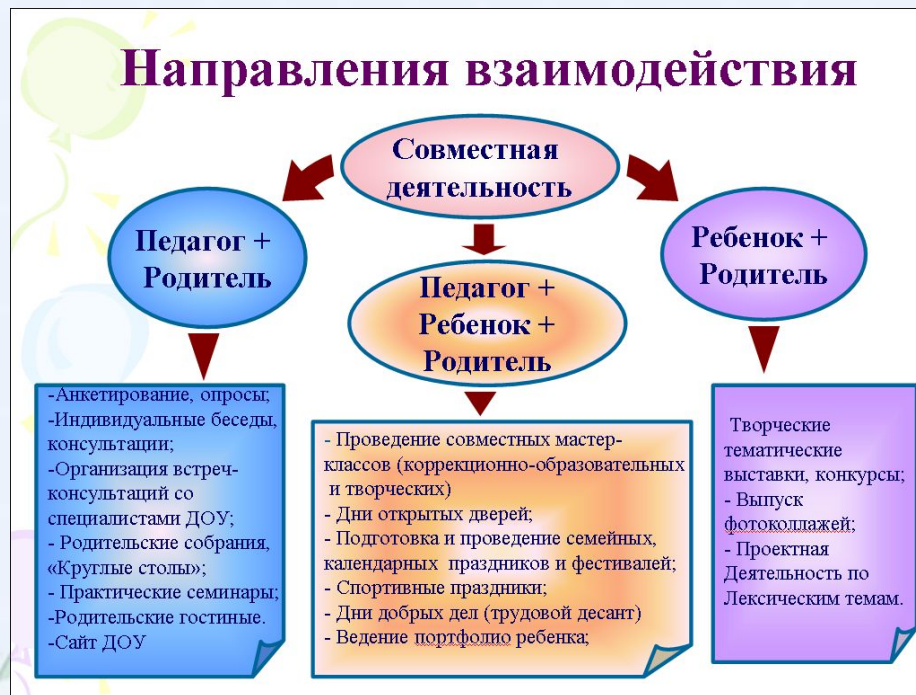 Направления взаимодействия
Совместная
деятельность
Педагог +
Родитель
Педагог +
Ребенок +
Родитель
Ребенок +
Родитель
-Анкетирование, опросы;
-Индивидуальные беседы,
консультации;
-Организация встреч-
консультаций со
специалистами ДОУ;
- Родительские собрания,
«Круглые столы»;
- Практические семинары;
-Родительские гостиные.
-Сайт ДОУ
- Проведение совместных мастер-
классов (коррекционно-образовательных
и творческих)
- Дни открытых дверей;
- Подготовка и проведение семейных,
календарных праздников и фестивалей;
- Спортивные праздники;
- Дни добрых дел (трудовой десант)
- Ведение портфолио ребенка;
Творческие
тематические
выставки, конкурсы;
- Выпуск
фотоколлажей;
- Проектная
Деятельность по
Лексическим темам.